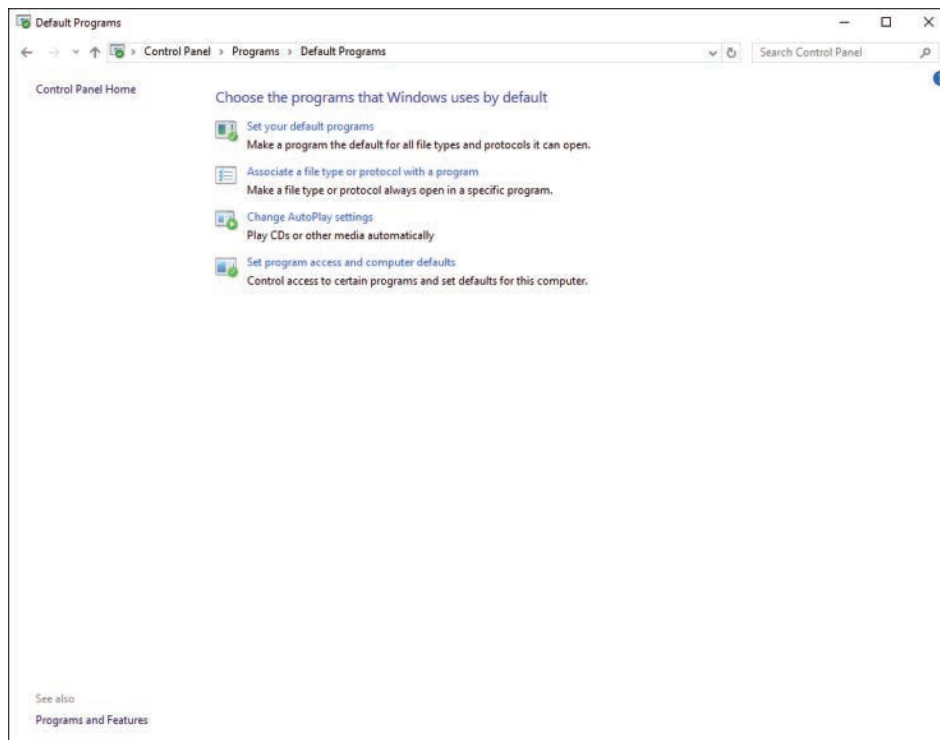 Default Programs
Control Panel > Programs > Default Programs
Search Control Panel
Control Panel Home
Choose the programs that Windows uses by default
Set your default programs
Make a program the default for all file types and protocols it can open.
Associate a file type or protocol with a program
Make a file type or protocol always open in a specific program.
Change AutoPlay settings
Play CDs or other media automatically
Set program access and computer defaults
Control access to certain programs and set defaults for this computer.
See also
Programs and Features